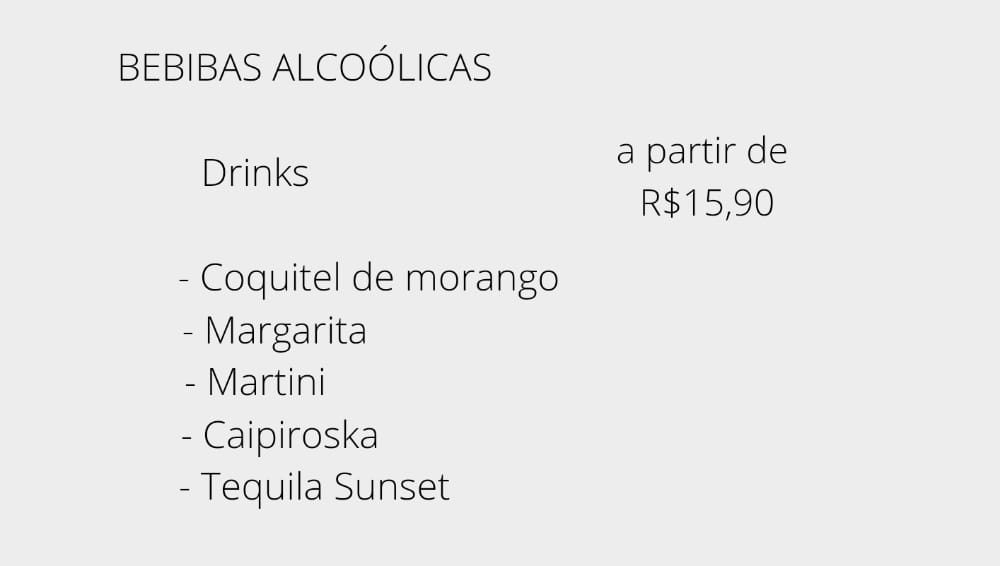 BEBIBAS ALCOÓLICAS
Drinks
a partir de
R$15,90
- Coquitel de morango
- Margarita
- Martini
- Caipiroska
- Tequila Sunset